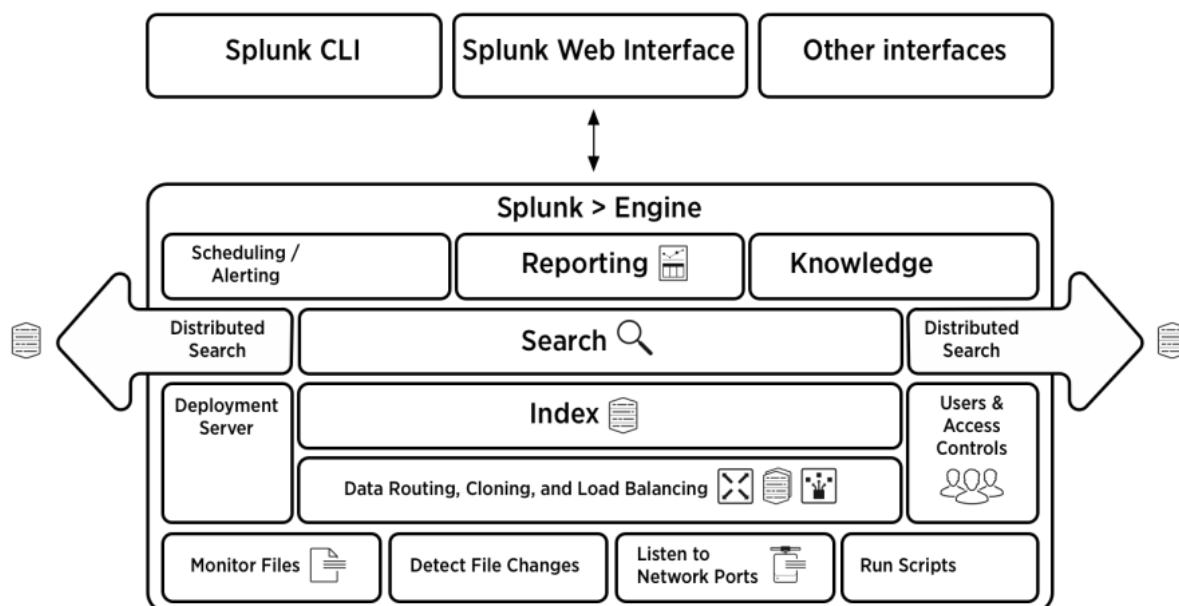 Splunk CLI
Splunk Web Interface
Other interfaces
Splunk > Engine
Scheduling /
Alerting
Reporting
Knowledge
Distributed
Search
Search
Distributed
Search
Deployment
Server
Index
Users &
Access
Controls
Data Routing, Cloning, and Load Balancing
Monitor Files
Detect File Changes
Listen to
Network Ports
Run Scripts